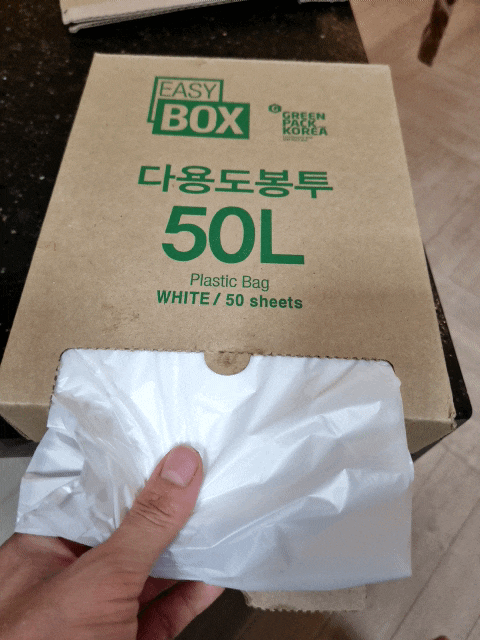 EASY
BOX
GREEN
PACK
KOREA
다용도봉투
50L
Plastic Bag
WHITE / 50 sheets